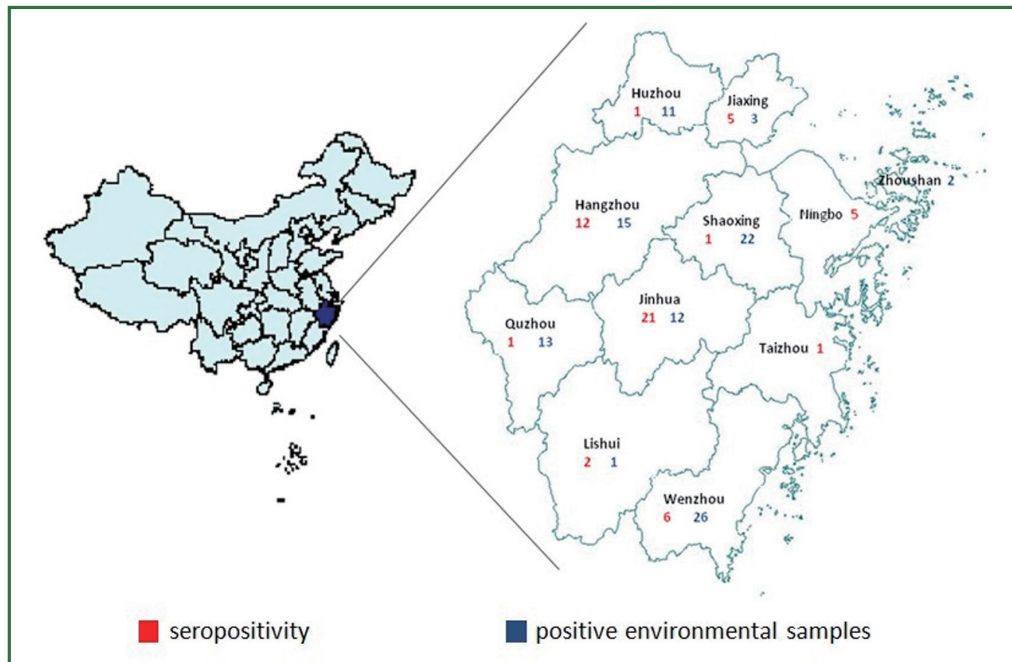 Huzhou
1 11
Jiaxing
5 3
Zhoushan 2
Hangzhou
12 15
Shaoxing
1 22
Ningbo 5
Jinhua
21 12
Quzhou
1 13
Taizhou 1
Lishui
2 1
Wenzhou
6 26
seropositivity
positive environmental samples